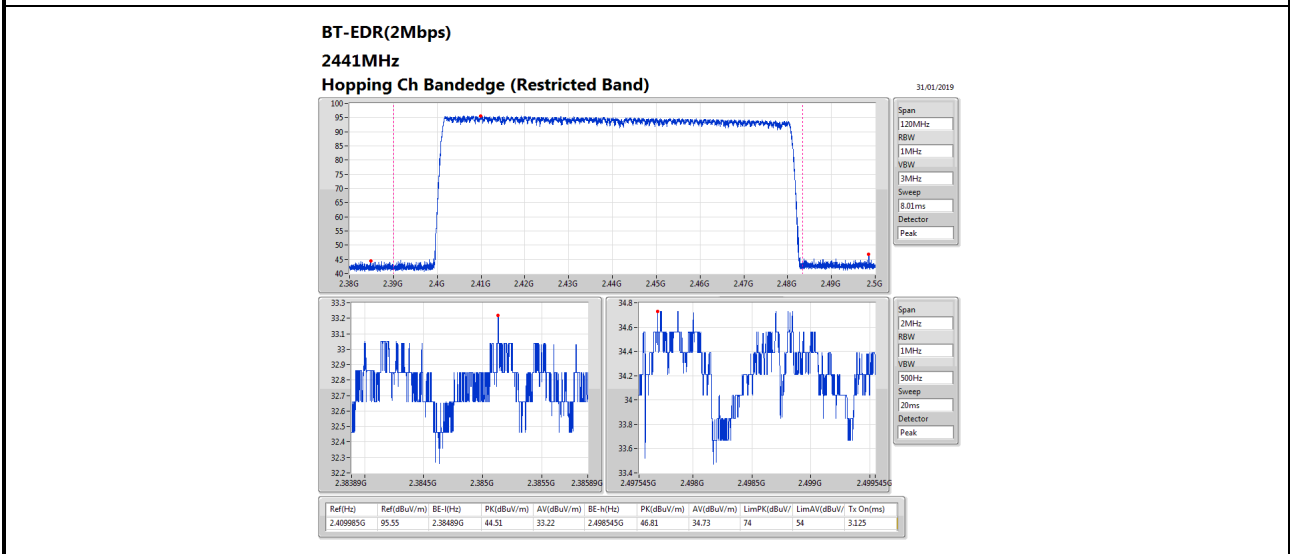 BT-EDR(2Mbps)
2441MHz
Hopping Ch Bandedge (Restricted Band)
31/01/2019
100
95
90
85
80
75
70
65
60
55
50
45
40
2.38G 2.39G 2.4G 2.41G 2.42G 2.43G 2.44G 2.45G 2.46G 2.47G 2.48G 2.49G 2.5G
Span
120MHz
RBW
1MHz
VBW
3MHz
Sweep
8.01ms
Detector
Peak
33.3
33.2
33.1
33
32.9
32.8
32.7
32.6
32.5
32.4
32.3
32.2
2.38389G 2.3845G 2.385G 2.3855G 2.38589G
34.8
34.6
34.4
34.2
34
33.8
33.6
33.4
2.497545G 2.498G 2.4985G 2.499G 2.499545G
Span
2MHz
RBW
1MHz
VBW
500Hz
Sweep
20ms
Detector
Peak
Ref(Hz) Ref(dBuV/m) BE-l(Hz) PK(dBuV/m) AV(dBuV/m) BE-h(Hz) PK(dBuV/m) AV(dBuV/m) LimPK(dBuV/ LimAV(dBuV/ Tx On(ms)
2.409985G 95.55 2.38489G 44.51 33.22 2.498545G 46.81 34.73 74 54 3.125